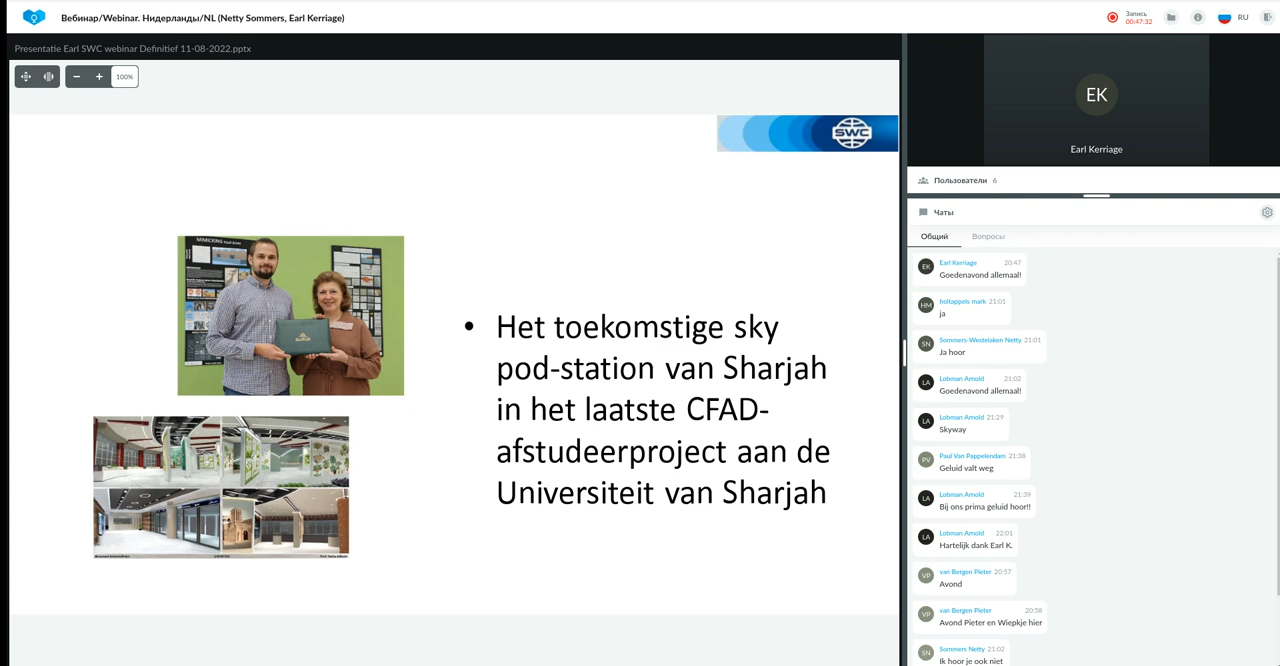 Вебинар/Webinar. Нидерланды/NL (Netty Sommers, Earl Kerriage)
Запись
00:47:32
RU
Presentatie Earl SWC webinar Definitief 11-08-2022.pptx
100%
SWC
MIMICKING
• Het toekomstige sky
pod-station van Sharjah
in het laatste CFAD-
afstudeerproject aan de
Universiteit van Sharjah
EK
Earl Kerriage
Пользователи 6
Чаты
Общий Вопросы
EK Earl Kerriage 20:47
Goedenavond allemaal!
HM holtappels mark 21:01
ja
SN Sommers-Westelaken Netty 21:01
Ja hoor
LA Lobman Arnold 21:02
Goedenavond allemaal!
LA Lobman Arnold 21:29
Skyway
PV Paul Van Pappelendam 21:38
Geluid valt weg
LA Lobman Arnold 21:39
Bij ons prima geluid hoor!!
LA Lobman Arnold 22:01
Hartelijk dank Earl K.
VP van Bergen Pieter 20:57
Avond
VP van Bergen Pieter 20:58
Avond Pieter en Wiepkje hier
SN Sommers Netty 21:02
Ik hoor je ook niet